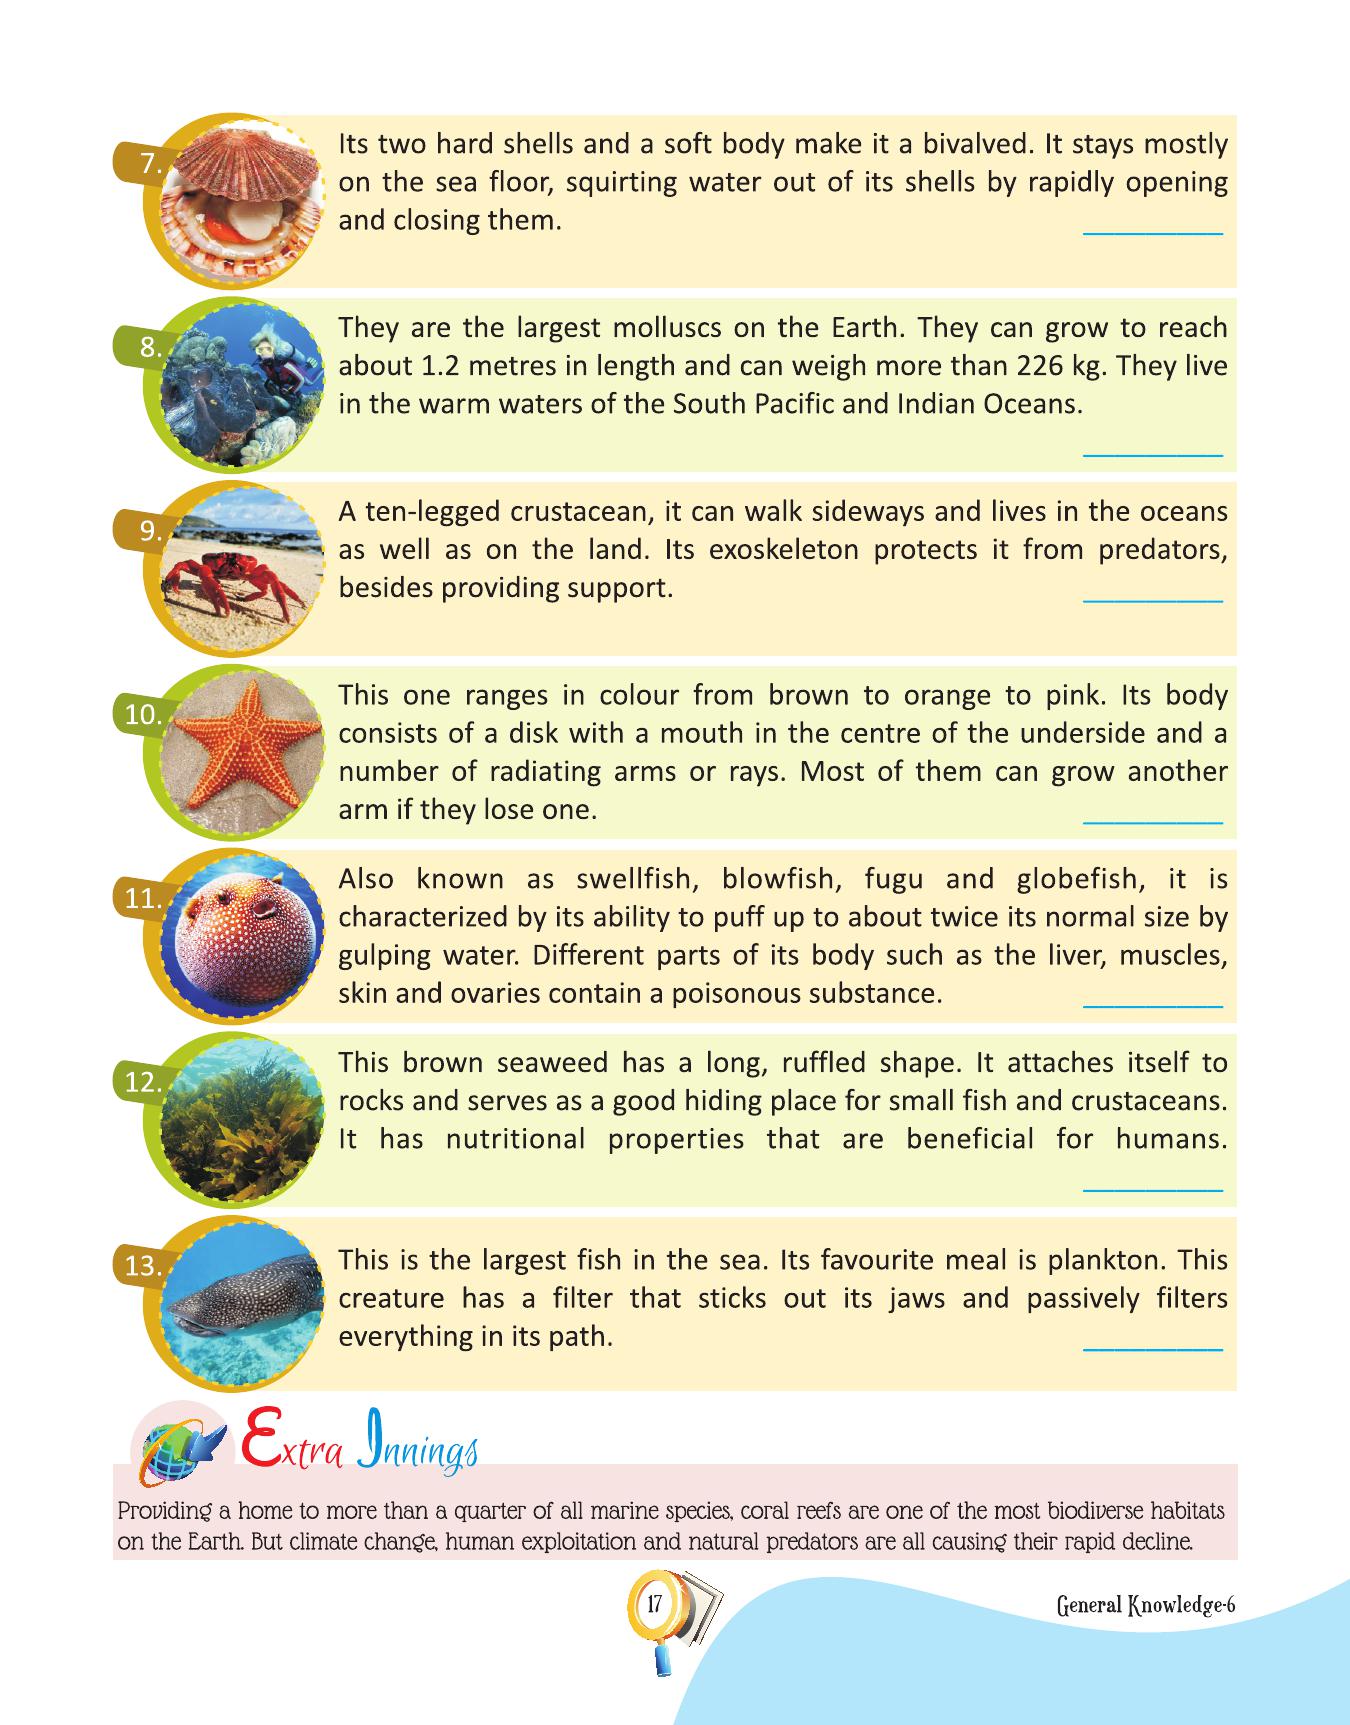 7.
Its two hard shells and a soft body make it a bivalved. It stays mostly
on the sea floor, squirting water out of its shells by rapidly opening
and closing them. __________
8.
They are the largest molluscs on the Earth. They can grow to reach
about 1.2 metres in length and can weigh more than 226 kg. They live
in the warm waters of the South Pacific and Indian Oceans.
__________
9.
A ten-legged crustacean, it can walk sideways and lives in the oceans
as well as on the land. Its exoskeleton protects it from predators,
besides providing support. __________
10.
This one ranges in colour from brown to orange to pink. Its body
consists of a disk with a mouth in the centre of the underside and a
number of radiating arms or rays. Most of them can grow another
arm if they lose one. __________
11.
Also known as swellfish, blowfish, fugu and globefish, it is
characterized by its ability to puff up to about twice its normal size by
gulping water. Different parts of its body such as the liver, muscles,
skin and ovaries contain a poisonous substance. __________
12.
This brown seaweed has a long, ruffled shape. It attaches itself to
rocks and serves as a good hiding place for small fish and crustaceans.
It has nutritional properties that are beneficial for humans.
__________
13.
This is the largest fish in the sea. Its favourite meal is plankton. This
creature has a filter that sticks out its jaws and passively filters
everything in its path. __________
Extra Innings
Providing a home to more than a quarter of all marine species, coral reefs are one of the most biodiverse habitats
on the Earth. But climate change, human exploitation and natural predators are all causing their rapid decline.
17
General Knowledge-6